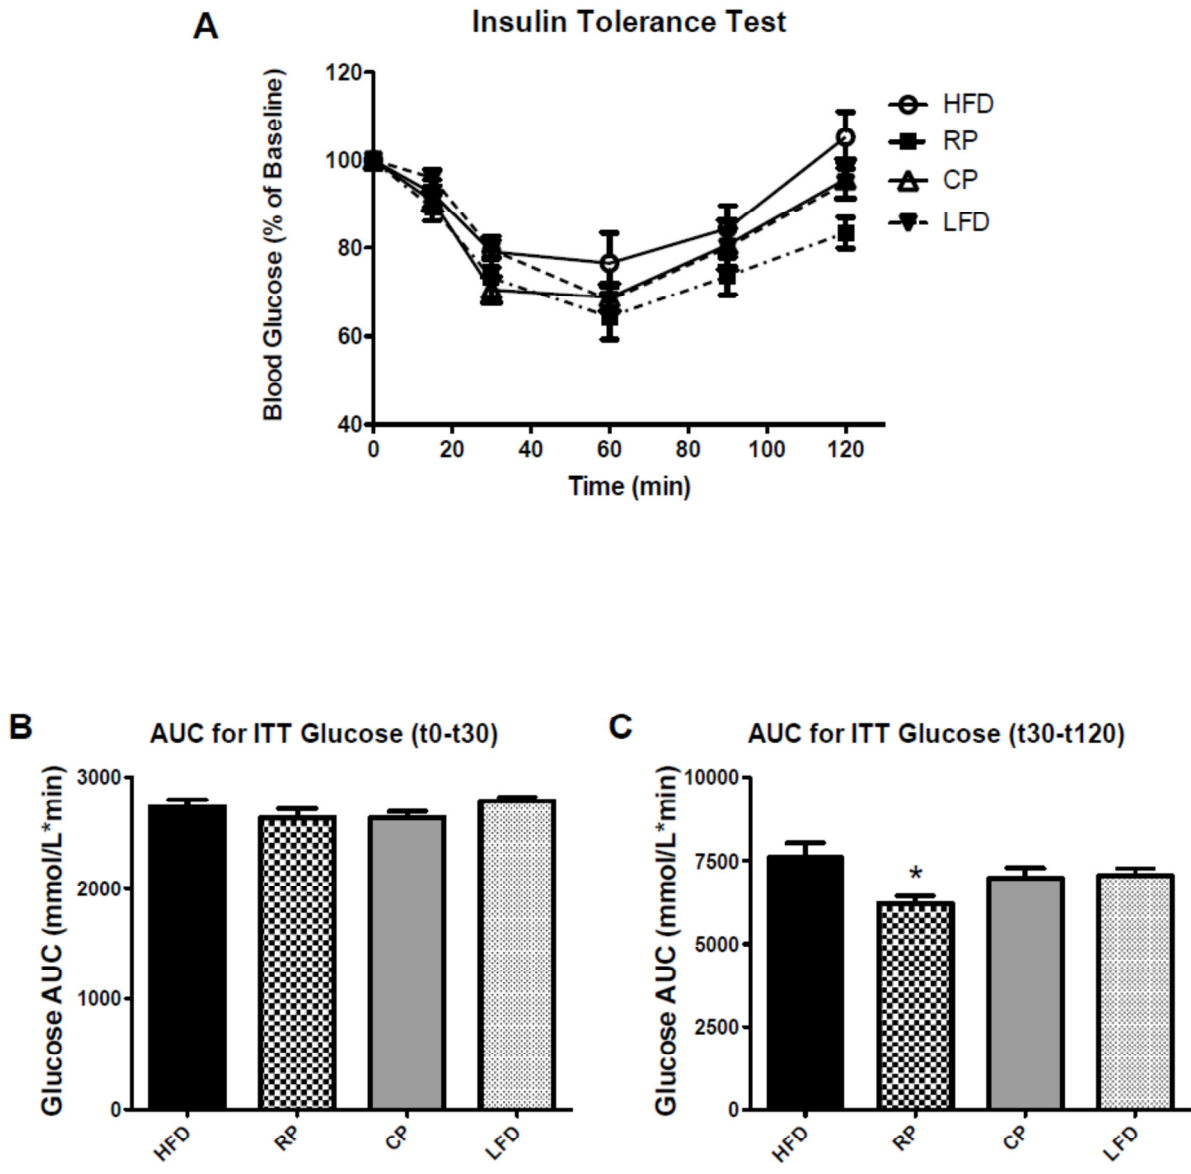 A
Insulin Tolerance Test
Blood Glucose (% of Baseline)
120
100
80
60
40
0 20 40 60 80 100 120
Time (min)
HFD
RP
CP
LFD
B
AUC for ITT Glucose (t0-t30)
Glucose AUC (mmol/L*min)
3000
2000
1000
0
HFD RP CP LFD
C
AUC for ITT Glucose (t30-t120)
Glucose AUC (mmol/L*min)
10000
7500
5000
2500
0
*
HFD RP CP LFD